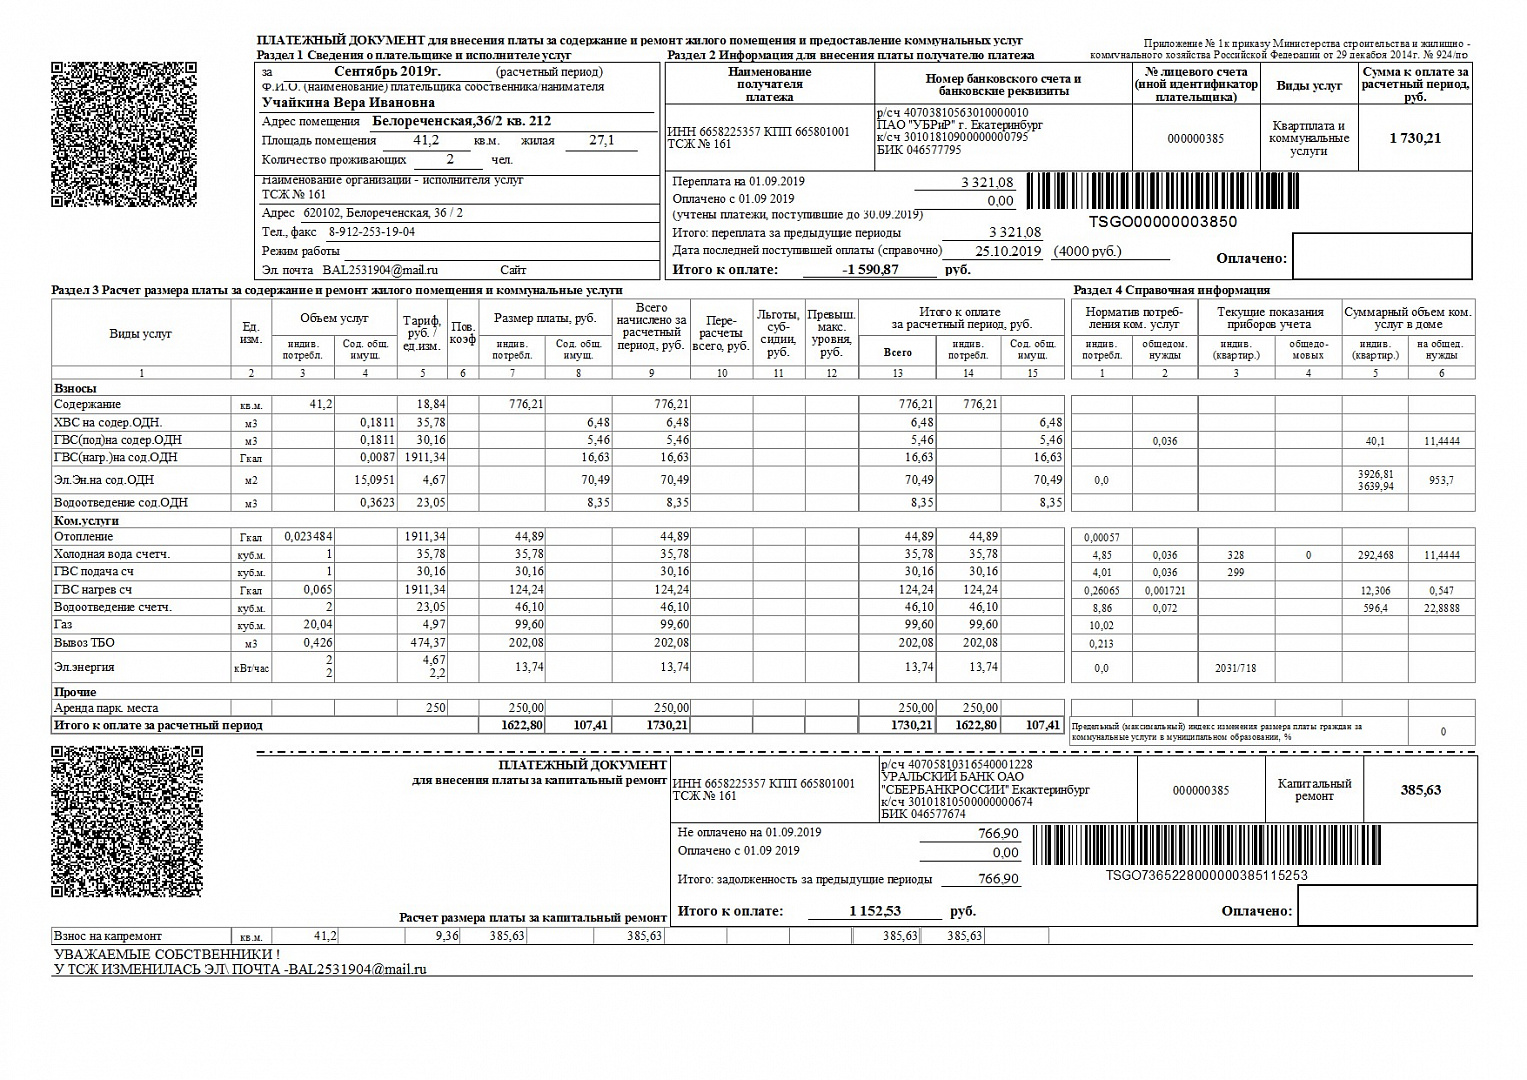 ПЛАТЕЖНЫЙ ДОКУМЕНТ для внесения платы за содержание и ремонт жилого помещения и предоставление коммунальных услуг
Приложение № 1к приказу Министерства строительства и жилищно -
коммунального хозяйства Российской Федерации от 29 декабря 2014г. № 924/пр
Раздел 1 Сведения о плательщике и исполнителе услуг
за Сентябрь 2019г. (расчетный период)
Ф.И.О. (наименование) плательщика собственника/нанимателя
Учайкина Вера Ивановна
Адрес помещения Белореченская,36/2 кв. 212
Площадь помещения 41,2 кв.м. жилая 27,1
Количество проживающих 2 чел.
Наименование организации - исполнителя услуг
ТСЖ № 161
Адрес 620102, Белореченская, 36 / 2
Тел., факс 8-912-253-19-04
Режим работы
Эл. почта BAL2531904@mail.ru Сайт
Раздел 2 Информация для внесения платы получателю платежа
Наименование получателя платежа
Номер банковского счета и банковские реквизиты
№ лицевого счета (иной идентификатор плательщика)
Виды услуг
Сумма к оплате за расчетный период, руб.
ИНН 6658225357 КПП 665801001
ТСЖ № 161
р/сч 40703810563010000010
ПАО "УБРиР" г. Екатеринбург
к/сч 30101810900000000795
БИК 046577795
000000385
Квартплата и коммунальные услуги
1 730,21
Переплата на 01.09.2019 3 321,08
Оплачено с 01.09 2019 0,00
(учтены платежи, поступившие до 30.09.2019)
Итого: переплата за предыдущие периоды 3 321,08
Дата последней поступившей оплаты (справочно) 25.10.2019 (4000 руб.)
Итого к оплате: -1 590,87 руб.
TSGO00000003850
Оплачено:
Раздел 3 Расчет размера платы за содержание и ремонт жилого помещения и коммунальные услуги
Раздел 4 Справочная информация
Виды услуг Ед. изм. Объем услуг Тариф, руб. / ед.изм. Пов. коэф Размер платы, руб. Всего начислено за расчетный период, руб. Пере- расчеты всего, руб. Льготы, суб- сидии, руб. Превыш. макс. уровня, руб. Итого к оплате за расчетный период, руб. Норматив потреб- ления ком. услуг Текущие показания приборов учета Суммарный объем ком. услуг в доме
индив. потребл. Сод. общ. имущ. индив. потребл. Сод. общ. имущ. Всего индив. потребл. Сод. общ. имущ. индив. потребл. общедом. нужды индив. (квартир.) общедо- мовых индив. (квартир.) на общед. нужды
1 2 3 4 5 6 7 8 9 10 11 12 13 14 15 1 2 3 4 5 6
Взносы
Содержание кв.м. 41,2 18,84 776,21 776,21 776,21 776,21
ХВС на содер.ОДН. м3 0,1811 35,78 6,48 6,48 6,48 6,48
ГВС(под)на содер.ОДН м3 0,1811 30,16 5,46 5,46 5,46 5,46 0,036 40,1 11,4444
ГВС(нагр.)на сод.ОДН Гкал 0,0087 1911,34 16,63 16,63 16,63 16,63
Эл.Эн.на сод.ОДН м2 15,0951 4,67 70,49 70,49 70,49 70,49 0,0 3926,81 3639,94 953,7
Водоотведение сод.ОДН м3 0,3623 23,05 8,35 8,35 8,35 8,35
Ком.услуги
Отопление Гкал 0,023484 1911,34 44,89 44,89 44,89 44,89 0,00057
Холодная вода счетч. куб.м. 1 35,78 35,78 35,78 35,78 35,78 4,85 0,036 328 0 292,468 11,4444
ГВС подача сч куб.м. 1 30,16 30,16 30,16 30,16 30,16 4,01 0,036 299
ГВС нагрев сч Гкал 0,065 1911,34 124,24 124,24 124,24 124,24 0,26065 0,001721 12,306 0,547
Водоотведение счетч. куб.м. 2 23,05 46,10 46,10 46,10 46,10 8,86 0,072 596,4 22,8888
Газ куб.м. 20,04 4,97 99,60 99,60 99,60 99,60 10,02
Вывоз ТБО м3 0,426 474,37 202,08 202,08 202,08 202,08 0,213
Эл.энергия кВт/час 2 2 4,67 2,2 13,74 13,74 13,74 13,74 0,0 2031/718
Прочие
Аренда парк. места 250 250,00 250,00 250,00 250,00
Итого к оплате за расчетный период 1622,80 107,41 1730,21 1730,21 1622,80 107,41
Предельный (максимальный) индекс изменения размера платы граждан за коммунальные услуги в муниципальном образовании, % 0
ПЛАТЕЖНЫЙ ДОКУМЕНТ
для внесения платы за капитальный ремонт
ИНН 6658225357 КПП 665801001
ТСЖ № 161
р/сч 40705810316540001228
УРАЛЬСКИЙ БАНК ОАО
"СБЕРБАНКРОССИИ" Екактеринбург
к/сч 30101810500000000674
БИК 046577674
000000385
Капитальный ремонт
385,63
Не оплачено на 01.09.2019 766,90
Оплачено с 01.09 2019 0,00
Итого: задолженность за предыдущие периоды 766,90
Итого к оплате: 1 152,53 руб.
TSGO7365228000000385115253
Оплачено:
Расчет размера платы за капитальный ремонт
Взнос на капремонт кв.м. 41,2 9,36 385,63 385,63 385,63 385,63
УВАЖАЕМЫЕ СОБСТВЕННИКИ !
У ТСЖ ИЗМЕНИЛАСЬ ЭЛ\ ПОЧТА -BAL2531904@mail.ru